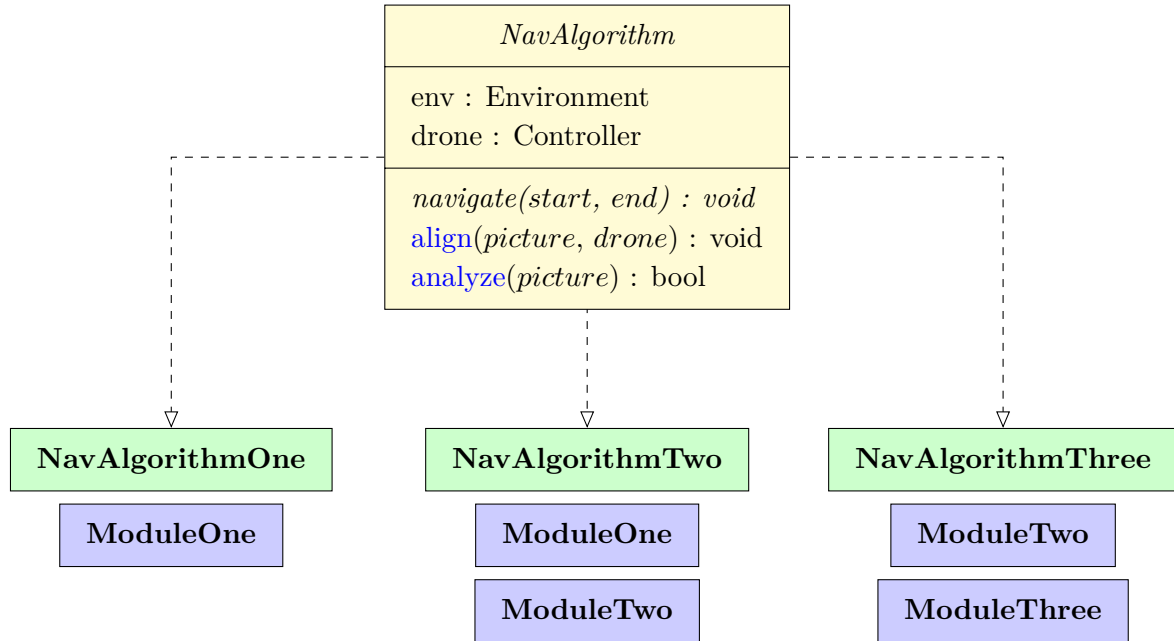 NavAlgorithm
env : Environment
drone : Controller
navigate(start, end) : void
align(picture, drone) : void
analyze(picture) : bool
NavAlgorithmOne
ModuleOne
NavAlgorithmTwo
ModuleOne
ModuleTwo
NavAlgorithmThree
ModuleTwo
ModuleThree